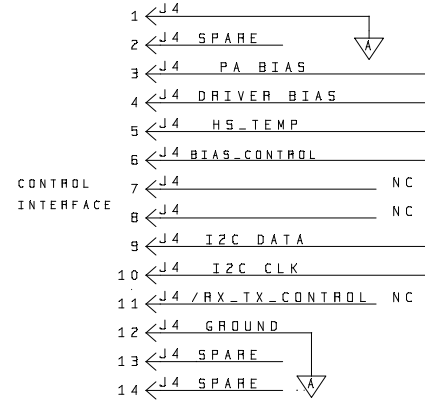 1 J4
A
2 J4 SPARE
3 J4 PA BIAS
4 J4 DRIVER BIAS
5 J4 HS_TEMP
6 J4 BIAS_CONTROL
CONTROL
INTERFACE
7 J4 NC
8 J4 NC
9 J4 I2C DATA
10 J4 I2C CLK
11 J4 /RX_TX_CONTROL NC
12 J4 GROUND
13 J4 SPARE
14 J4 SPARE
A